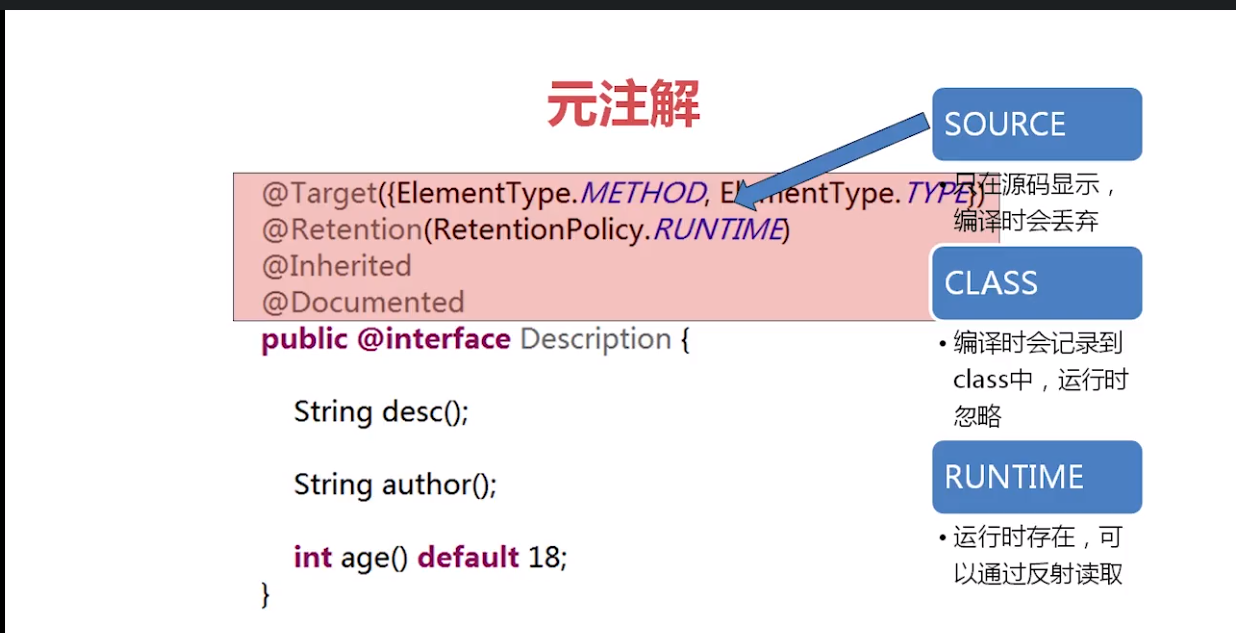 元注解
@Target({ElementType.METHOD, ElementType.TYPE})
@Retention(RetentionPolicy.RUNTIME)
@Inherited
@Documented
public @interface Description {
String desc();
String author();
int age() default 18;
}
SOURCE
• 只在源码显示，
编译时会丢弃
CLASS
• 编译时会记录到
class中，运行时
忽略
RUNTIME
• 运行时存在，可
以通过反射读取